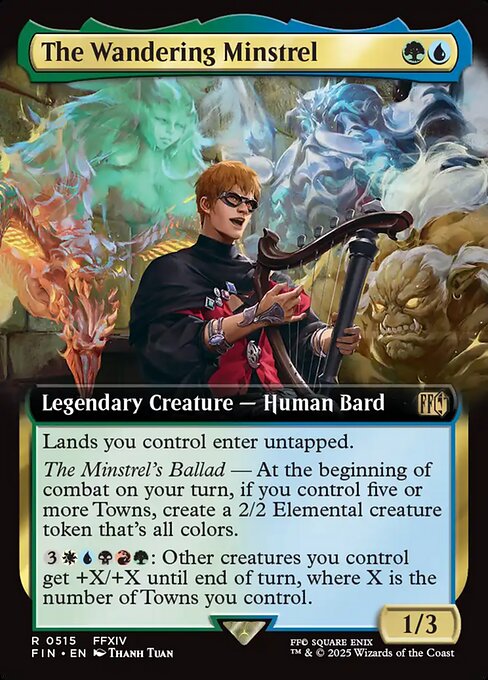 The Wandering Minstrel
Legendary Creature — Human Bard
FFXIV
Lands you control enter untapped.
The Minstrel's Ballad — At the beginning of
combat on your turn, if you control five or
more Towns, create a 2/2 Elemental creature
token that's all colors.
3: Other creatures you control
get +X/+X until end of turn, where X is the
number of Towns you control.
1/3
R 0515 FFXIV
FIN • EN Thanh Tuan
FF© SQUARE ENIX
™ & © 2025 Wizards of the Coast